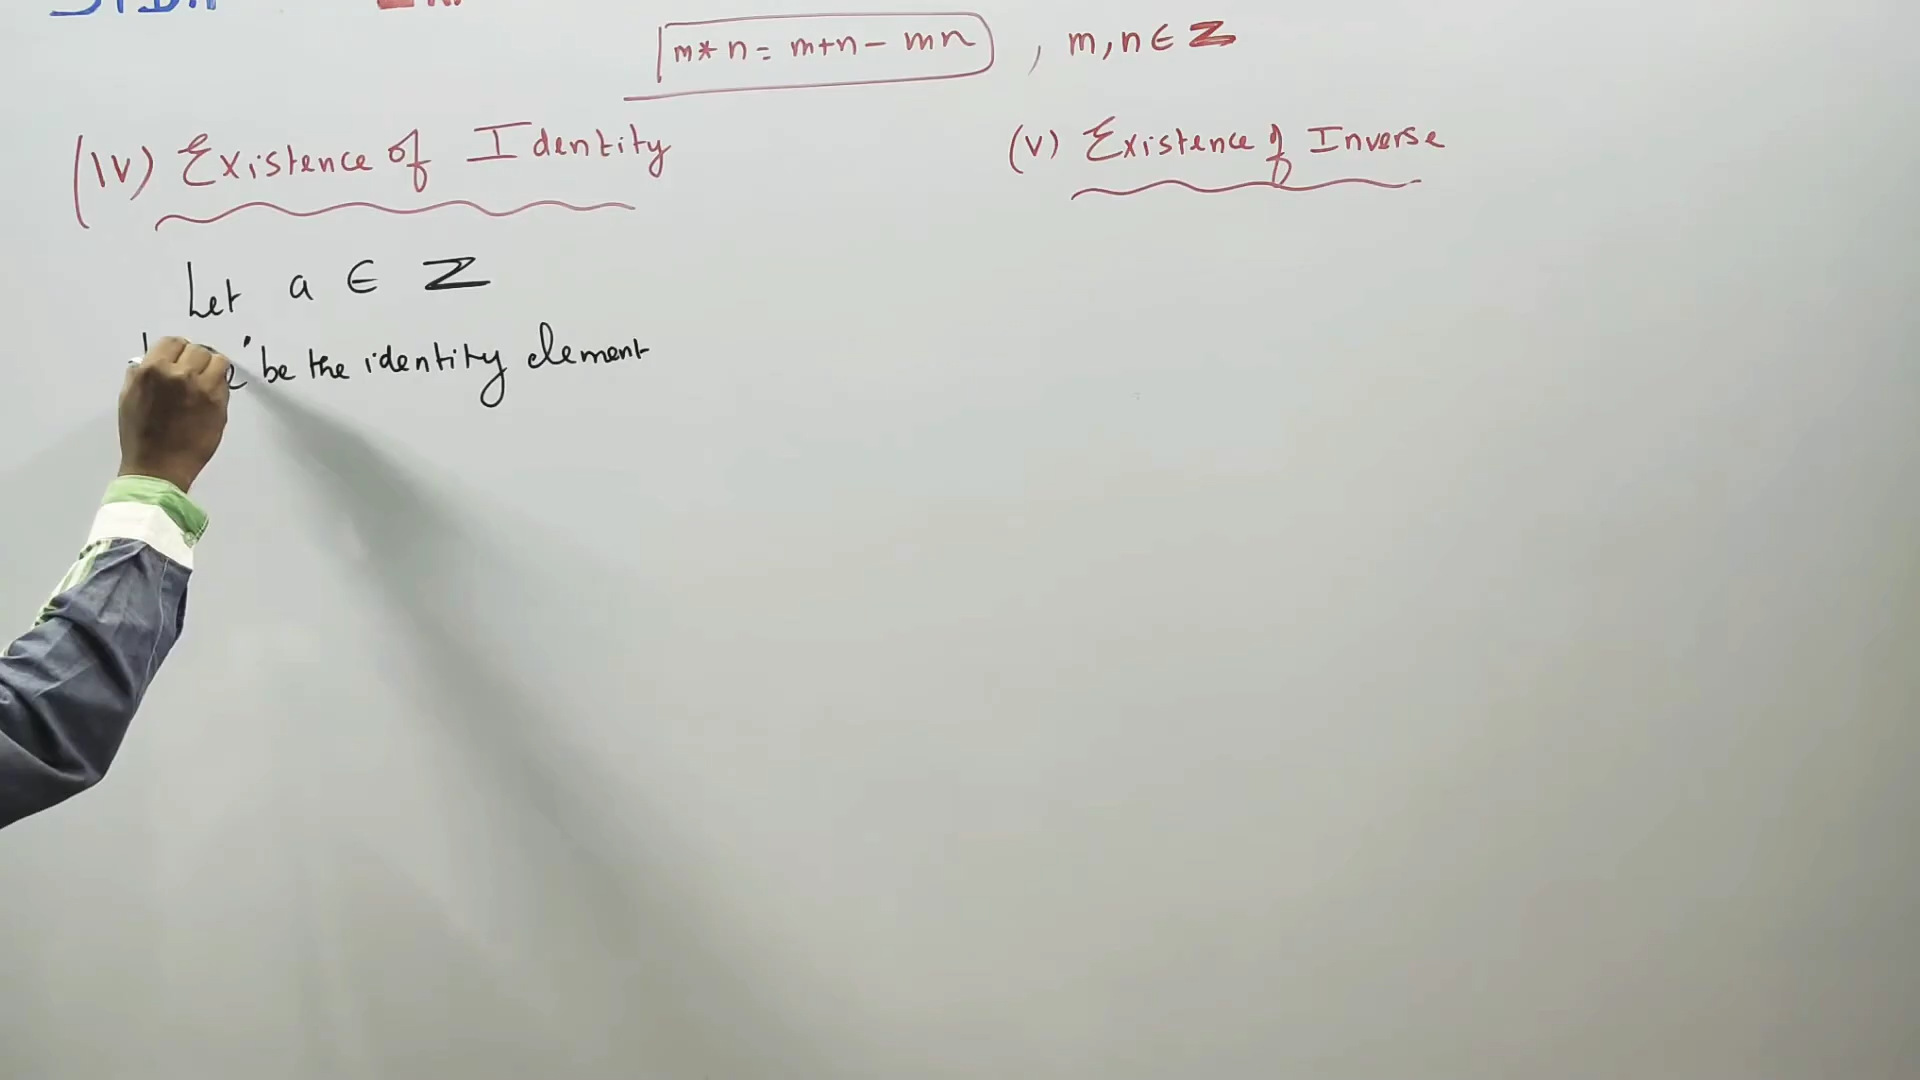 m * n = m+n - mn , m, n ∈ Z
(IV) Existence of Identity
(V) Existence of Inverse
Let a ∈ Z
be the identity element